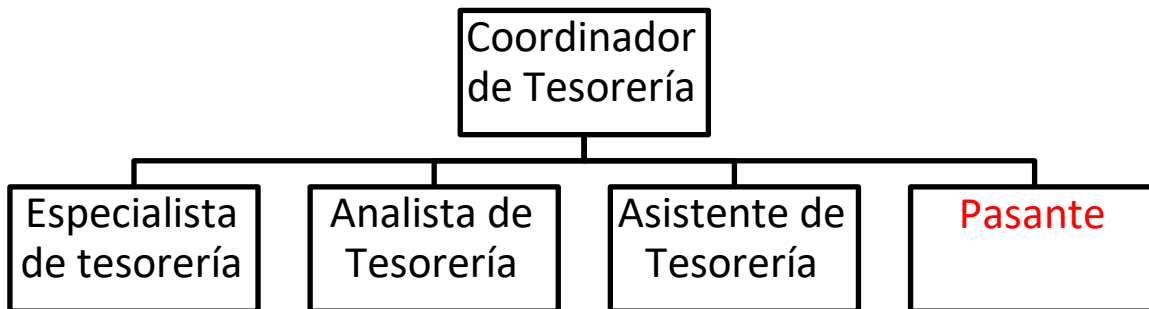 Coordinador
de Tesorería
Especialista
de tesorería
Analista de
Tesorería
Asistente de
Tesorería
Pasante